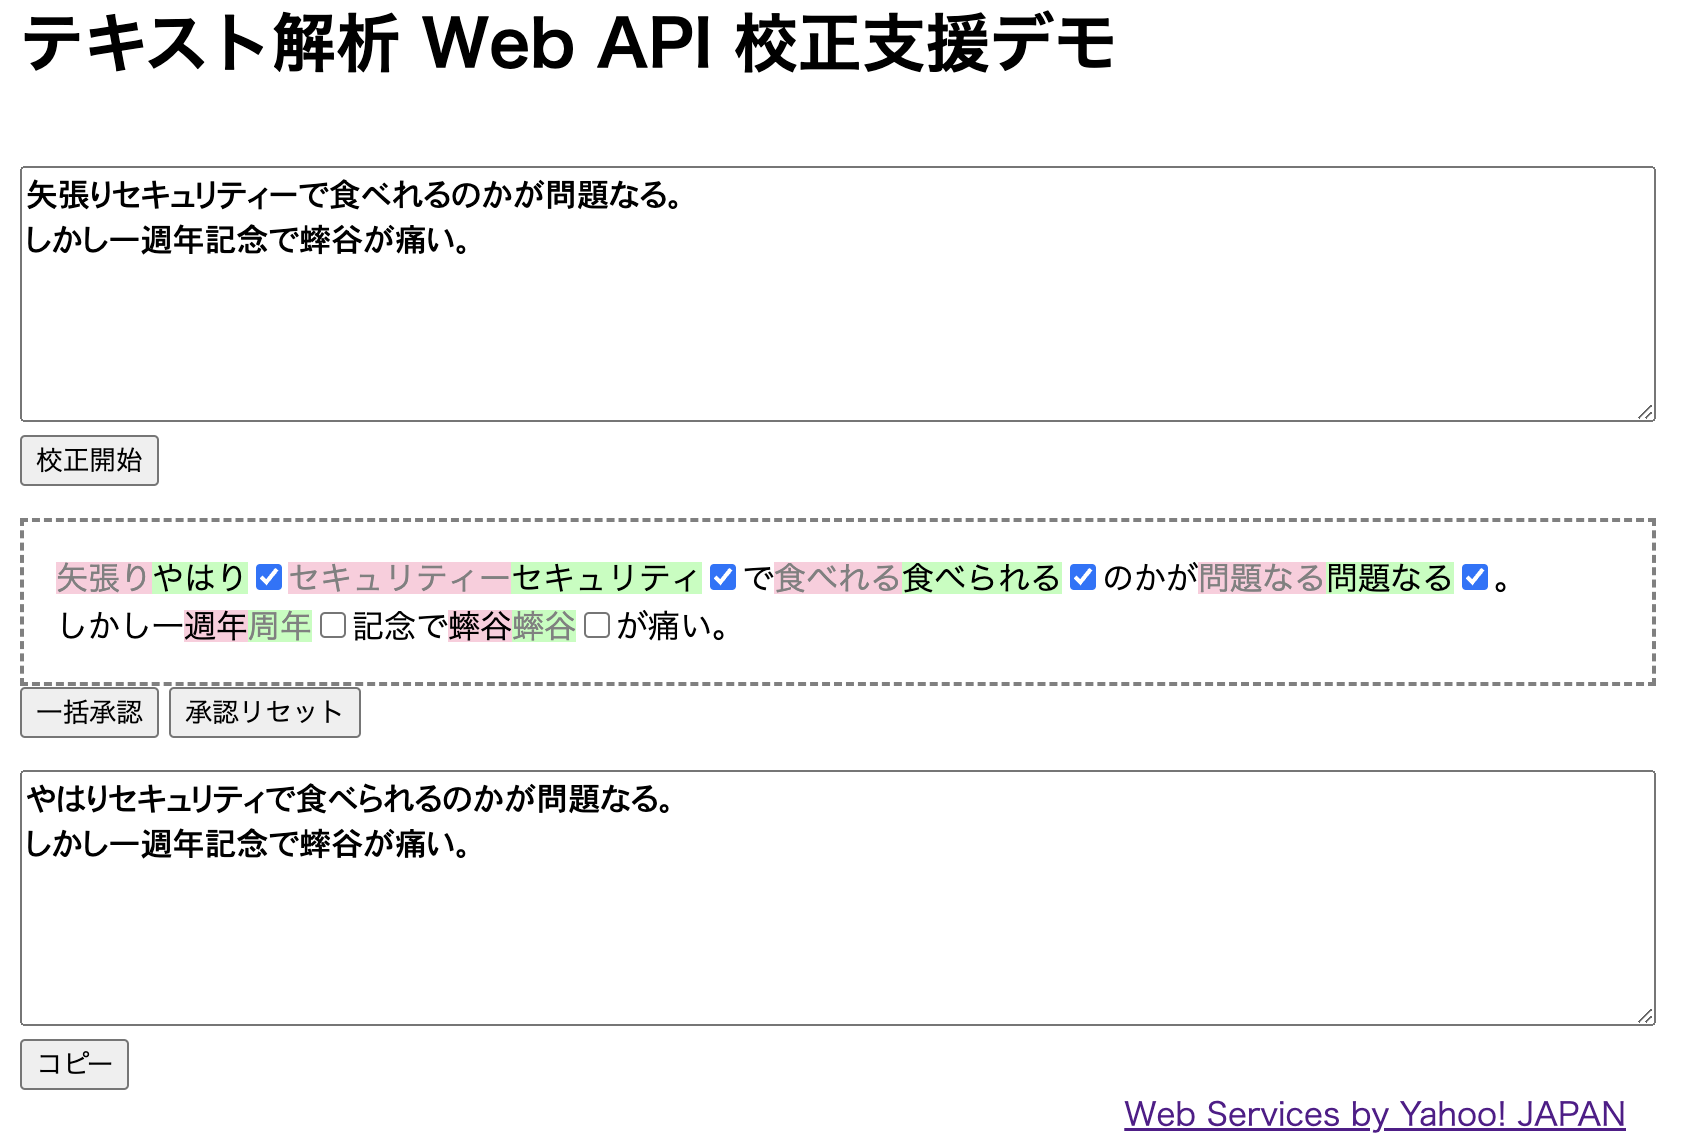 テキスト解析 Web API 校正支援デモ
矢張りセキュリティーで食べれるのかが問題なる。
しかし一週年記念で蟀谷が痛い。
校正開始
矢張りやはりセキュリティーセキュリティで食べれる食べられるのかが問題なる問題なる。
しかし一週年周年記念で蟀谷蟀谷が痛い。
一括承認 承認リセット
やはりセキュリティで食べられるのかが問題なる。
しかし一週年記念で蟀谷が痛い。
コピー
Web Services by Yahoo! JAPAN